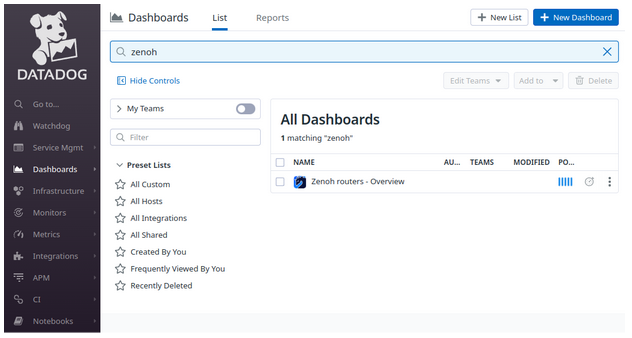 DATADOG
Go to...
Watchdog
Service Mgmt
Dashboards
Infrastructure
Monitors
Metrics
Integrations
APM
CI
Notebooks
Dashboards
List
Reports
+ New List
+ New Dashboard
zenoh
Hide Controls
Edit Teams
Add to
Delete
My Teams
Filter
Preset Lists
All Custom
All Hosts
All Integrations
All Shared
Created By You
Frequently Viewed By You
Recently Deleted
All Dashboards
1 matching "zenoh"
NAME AU... TEAMS MODIFIED PO...
Zenoh routers - Overview